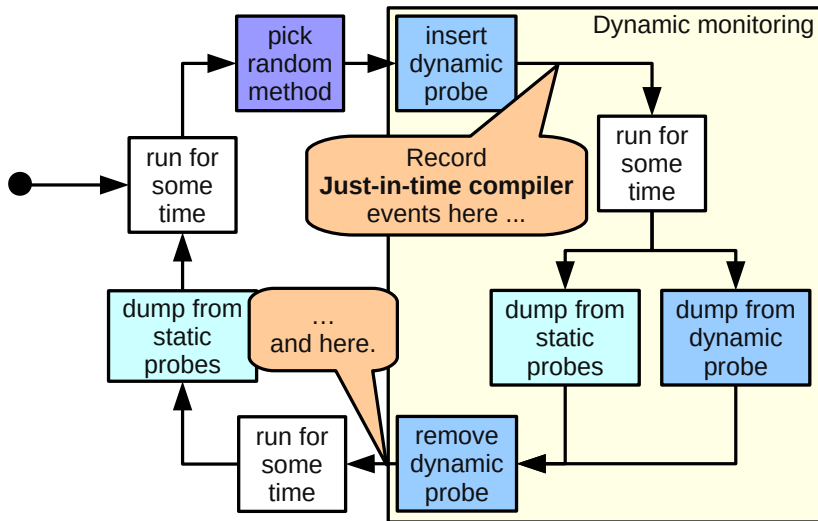 Dynamic monitoring
pick
random
method
insert
dynamic
probe
run for
some
time
Record
Just-in-time compiler
events here ...
run for
some
time
dump from
static
probes
…
and here.
dump from
static
probes
dump from
dynamic
probe
run for
some
time
remove
dynamic
probe